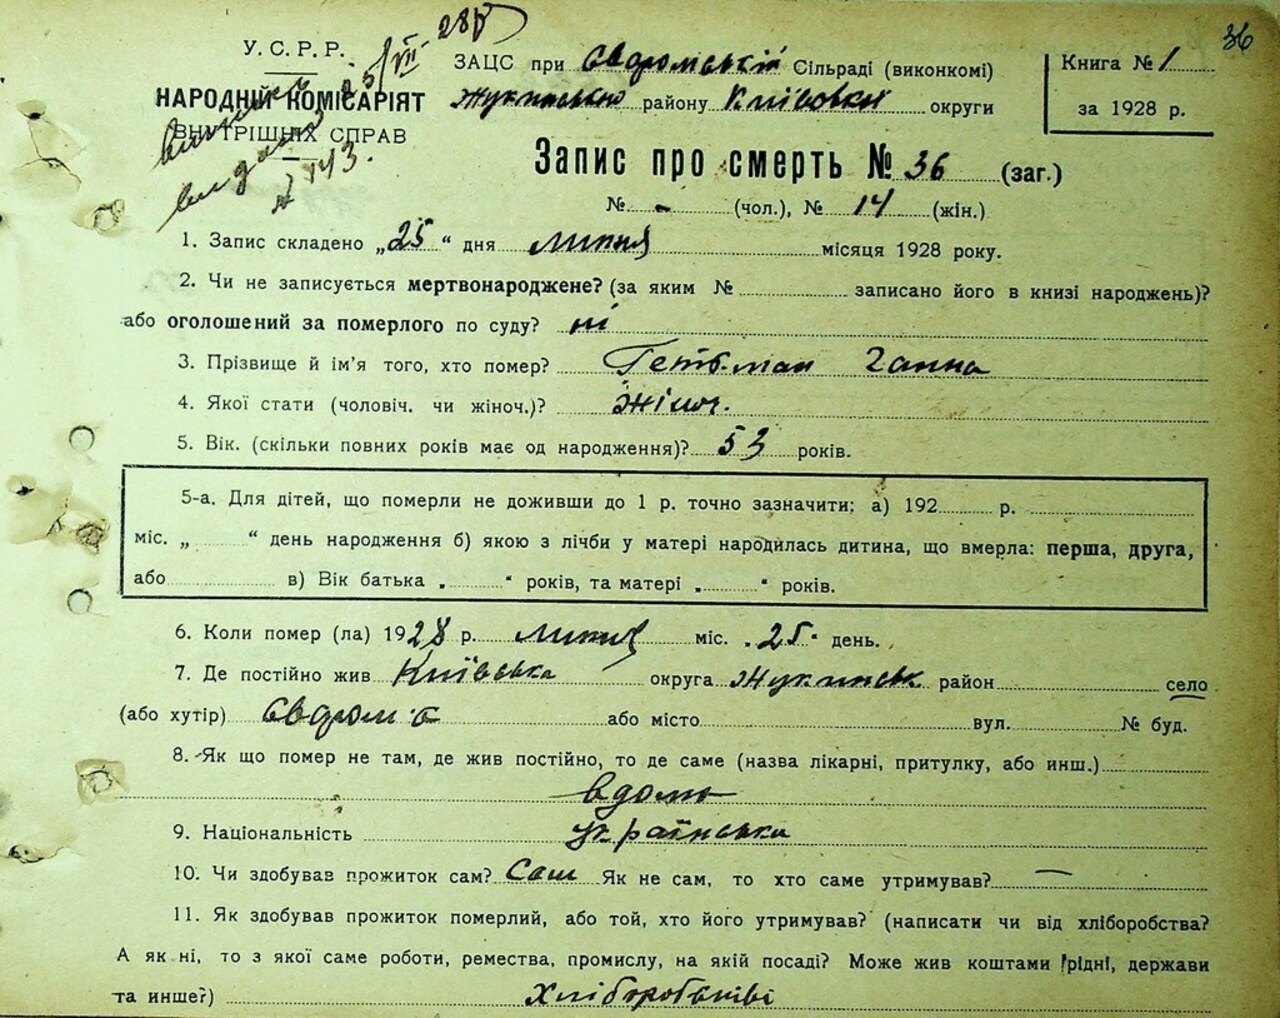 36
У. С. Р. Р.
НАРОДНІЙ КОМІСАРІЯТ
ВНУТРІШНІХ СПРАВ
25/VII 28р
№ 143.
ЗАЦС при Сільраді (виконкомі)
району Київської округи
Книга № 1
за 1928 р.
Запис про смерть № 36 (заг.)
№ - (чол.), № 14 (жін.)
1. Запис складено „25“ дня липня місяця 1928 року.
2. Чи не записується мертвонароджене? (за яким № записано його в книзі народжень)?
або оголошений за померлого по суду? ні
3. Прізвище й ім'я того, хто помер? Гетьман Ганна
4. Якої стати (чоловіч. чи жіноч.)? Жіноч.
5. Вік. (скільки повних років має од народження)? 53 років.
5-а. Для дітей, що померли не доживши до 1 р. точно зазначити; а) 192 р.
міс. „ “ день народження б) якою з лічби у матері народилась дитина, що вмерла: перша, друга,
або в) Вік батька „ “ років, та матері „ “ років.
6. Коли помер (ла) 1928 р. липня міс. „25“ день.
7. Де постійно жив Київська округа Жукинськ район село
(або хутір) або місто вул. № буд.
8. Як що помер не там, де жив постійно, то де саме (назва лікарні, притулку, або инш.)
вдома
9. Національність українська
10. Чи здобував прожиток сам? Сам Як не сам, то хто саме утримував? —
11. Як здобував прожиток померлий, або той, хто його утримував? (написати чи від хліборобства?
А як ні, то з якої саме роботи, ремества, промислу, на якій посаді? Може жив коштами рідні, держави
та инше?)